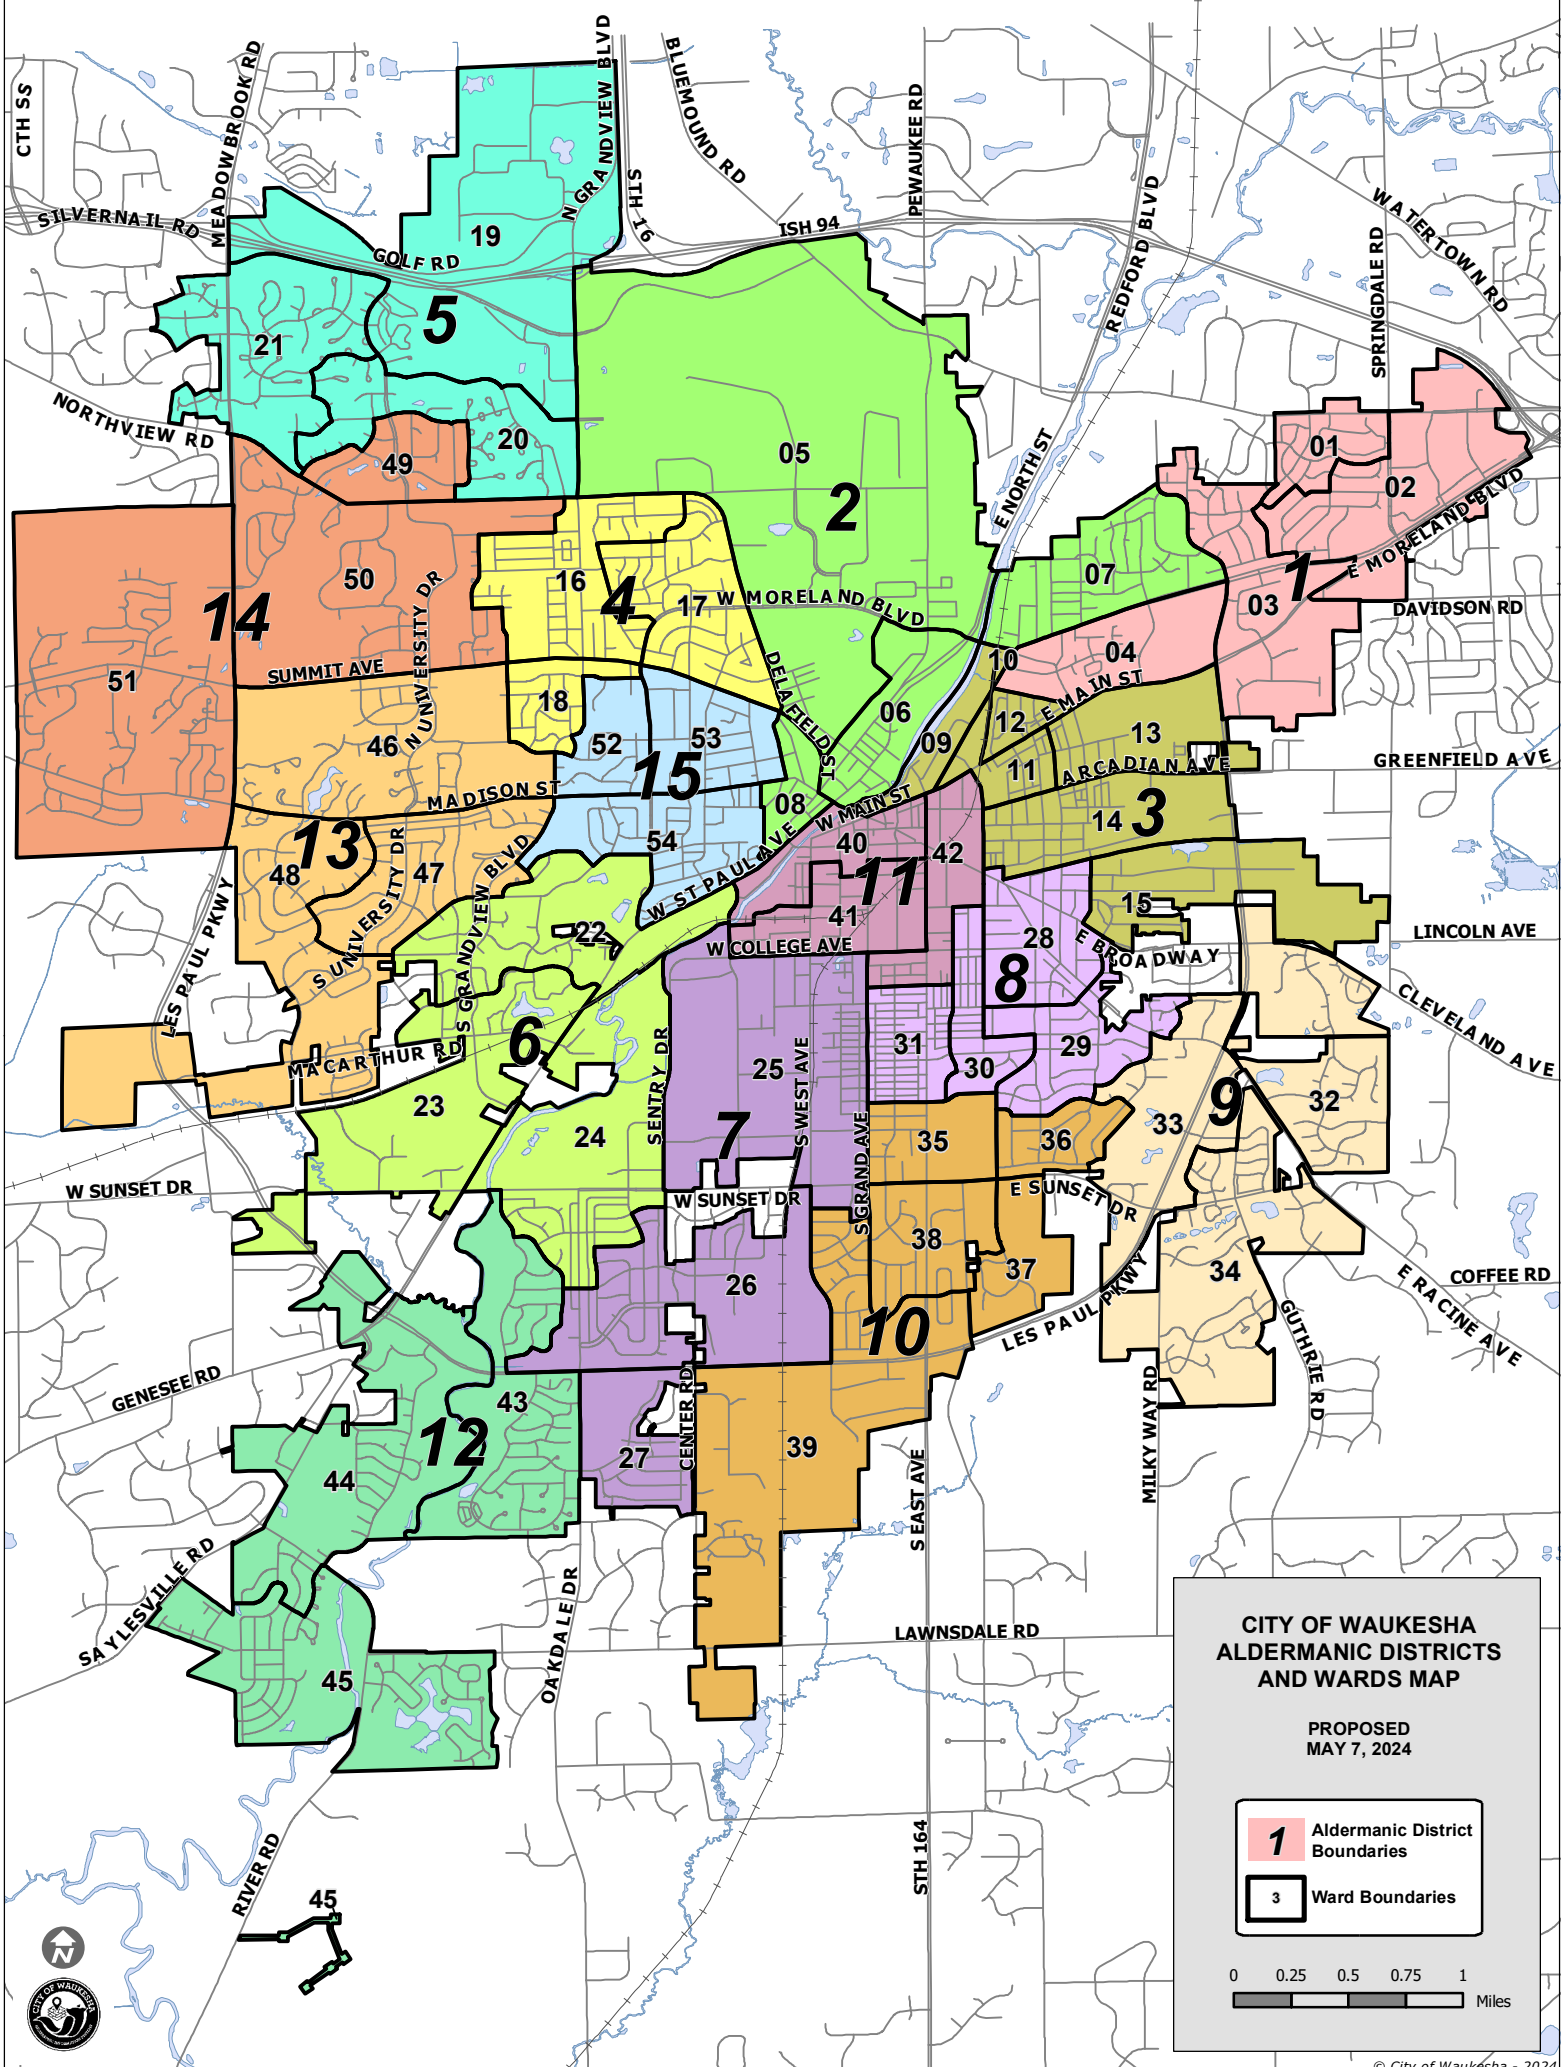 CTH SS
MEADOWBROOK RD
N GRANDVIEW BLVD
BLUEMOUND RD
STH 16
PEWAUKEE RD
REDFORD BLVD
WATERTOWN RD
SPRINGDALE RD
SILVERNAIL RD
GOLF RD
ISH 94
19
5
21
20
NORTHVIEW RD
49
05
2
E NORTH ST
01
02
E MORELAND BLVD
1
03
DAVIDSON RD
07
14
50
51
N UNIVERSITY DR
SUMMIT AVE
16
4
17
W MORELAND BLVD
10
04
E MAIN ST
DELAFIELD ST
18
06
09
12
11
13
46
52
53
15
ARCADIAN AVE
GREENFIELD AVE
MADISON ST
08
W MAIN ST
14
3
13
48
47
54
40
42
11
41
S UNIVERSITY DR
S GRANDVIEW BLVD
W ST PAUL AVE
LES PAUL PKWY
22
W COLLEGE AVE
28
8
15
E BROADWAY
LINCOLN AVE
CLEVELAND AVE
MACARTHUR RD
6
23
24
SENTRY DR
25
7
S WEST AVE
31
30
29
32
33
9
S GRAND AVE
35
36
W SUNSET DR
W SUNSET DR
E SUNSET DR
38
37
34
26
10
LES PAUL PKWY
COFFEE RD
E RACINE AVE
GUTHRIE RD
MILKY WAY RD
GENESEE RD
43
12
44
27
CENTER RD
39
S EAST AVE
SAYLESVILLE RD
OAKDALE DR
LAWNSDALE RD
45
RIVER RD
45
STH 164
N
CITY OF WAUKESHA
CITY OF WAUKESHA
ALDERMANIC DISTRICTS
AND WARDS MAP
PROPOSED
MAY 7, 2024
1
Aldermanic District
Boundaries
3
Ward Boundaries
0 0.25 0.5 0.75 1
Miles
© City of Waukesha - 2024